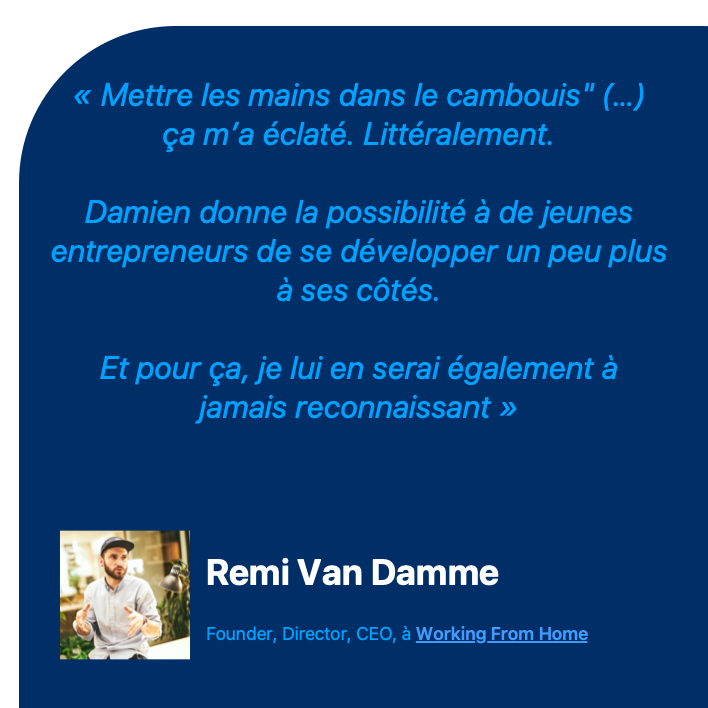 « Mettre les mains dans le cambouis" (...)
ça m’a éclaté. Littéralement.
Damien donne la possibilité à de jeunes
entrepreneurs de se développer un peu plus
à ses côtés.
Et pour ça, je lui en serai également à
jamais reconnaissant »
Remi Van Damme
Founder, Director, CEO, à Working From Home